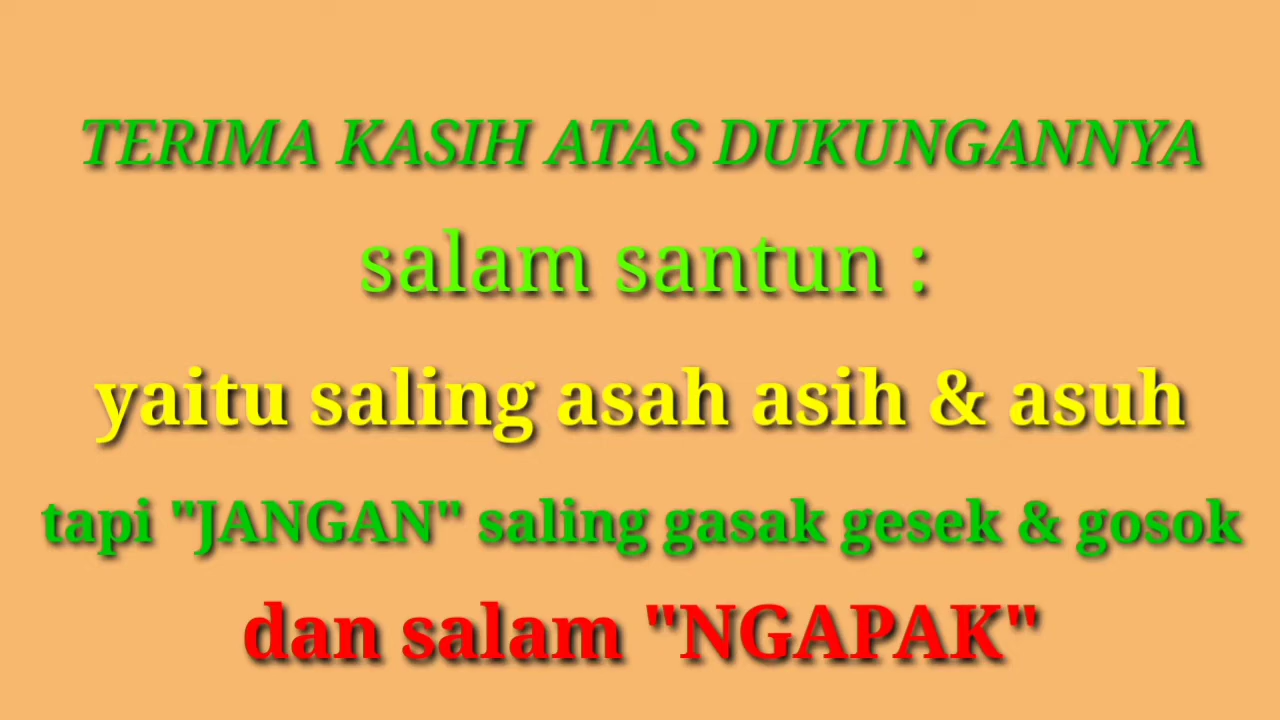 TERIMA KASIH ATAS DUKUNGANNYA
salam santun :
yaitu saling asah asih & asuh
tapi "JANGAN" saling gasak gesek & gosok
dan salam "NGAPAK"